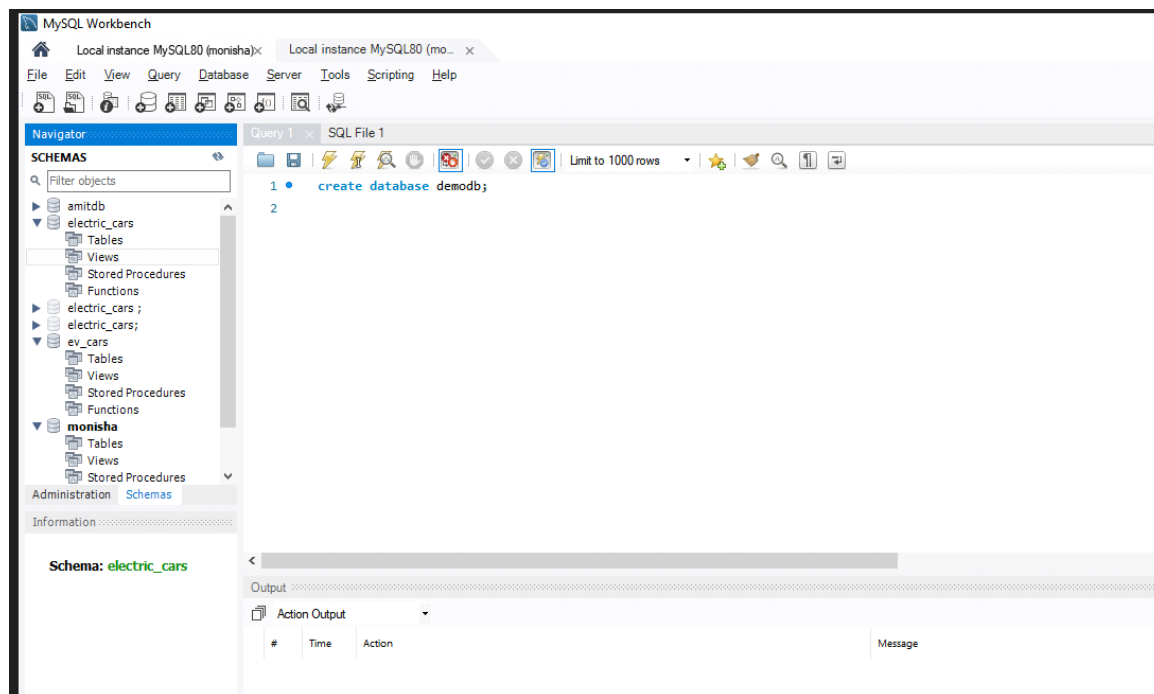 MySQL Workbench
Local instance MySQL80 (monisha)× Local instance MySQL80 (mo... ×
File Edit View Query Database Server Tools Scripting Help
Navigator
Query 1 × SQL File 1
SCHEMAS
Limit to 1000 rows
Filter objects
1 create database demodb;
2
amitdb
electric_cars
Tables
Views
Stored Procedures
Functions
electric_cars ;
electric_cars;
ev_cars
Tables
Views
Stored Procedures
Functions
monisha
Tables
Views
Stored Procedures
Administration Schemas
Information
Schema: electric_cars
Output
Action Output
# Time Action Message